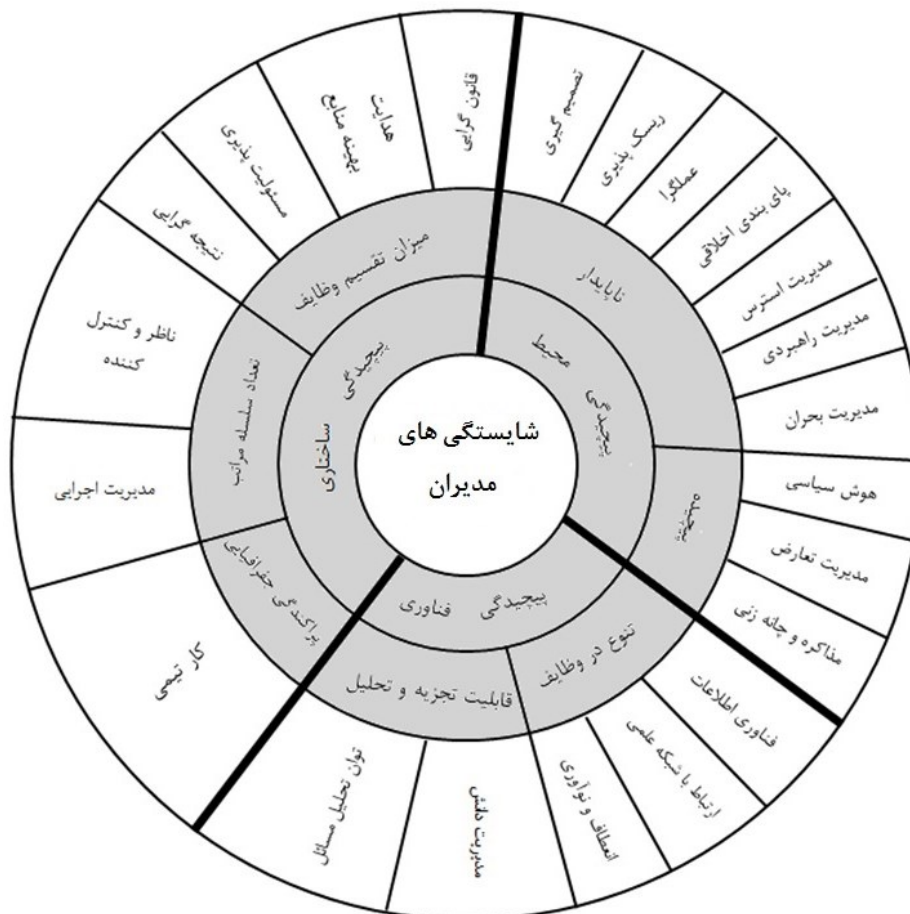 شایستگی های
مدیران
پیچیدگی
محیط
ناپایدار
تصمیم گیری
ریسک پذیری
عملگرا
پای بندی اخلاقی
مدیریت استرس
مدیریت راهبردی
مدیریت بحران
پیچیده
هوش سیاسی
مدیریت تعارض
مذاکره و چانه زنی
پیچیدگی فناوری
تنوع در وظایف
فناوری اطلاعات
ارتباط با شبکه علمی
انعطاف و نوآوری
قابلیت تجزیه و تحلیل
مدیریت دانش
توان تحلیل مسائل
پیچیدگی
ساختاری
پراکندگی جغرافیایی
کار تیمی
تعداد سلسله مراتب
مدیریت اجرایی
ناظر و کنترل
کننده
میزان تقسیم وظایف
نتیجه گرایی
مسئولیت پذیری
هدایت
بهینه منابع
قانون گرایی